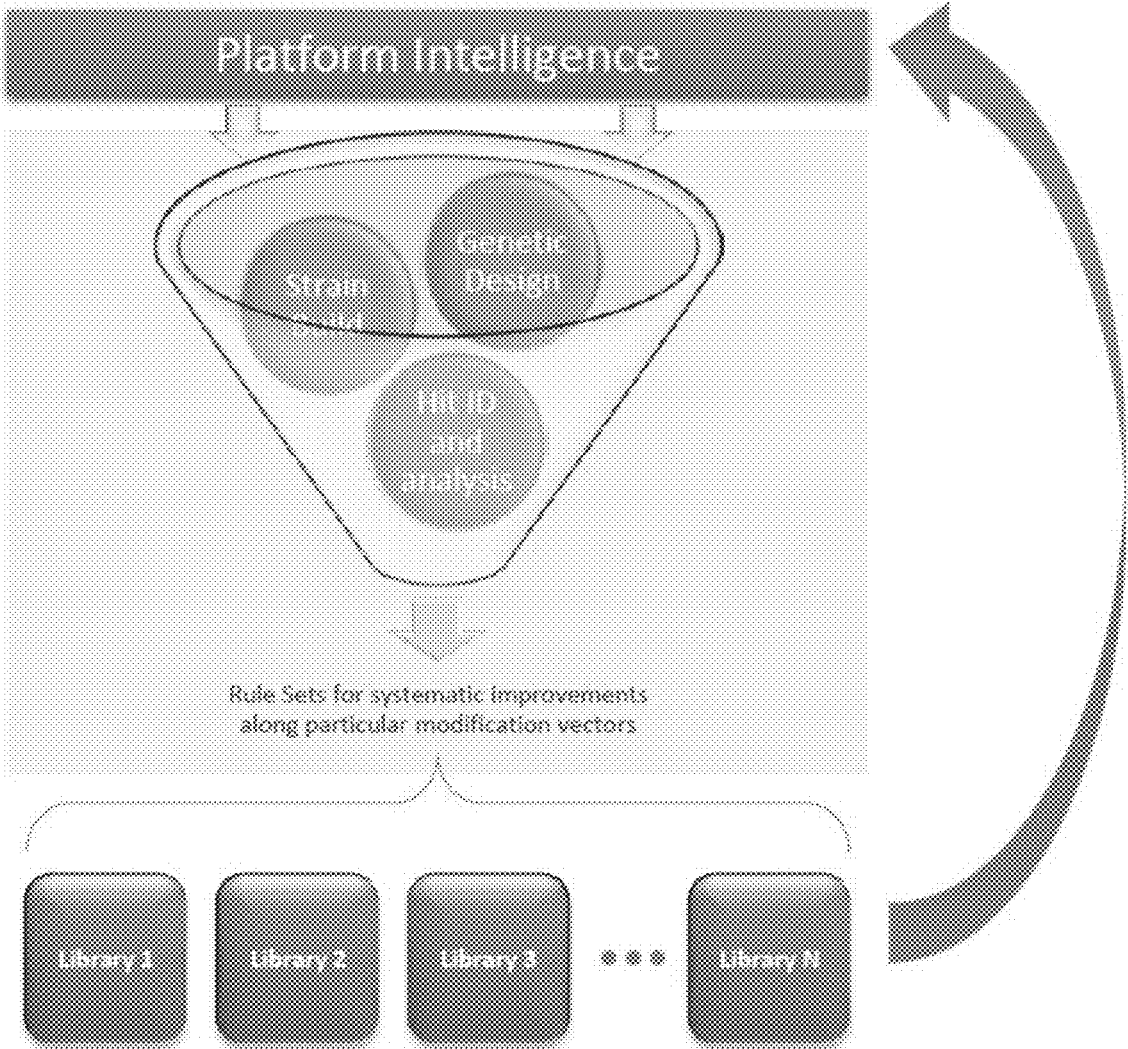 Platform Intelligence
Genetic
Design
Strain
Hit ID
and
analysis
Rule Sets for systematic improvements
along particular modification vectors
Library 1
Library 2
Library 3
Library N